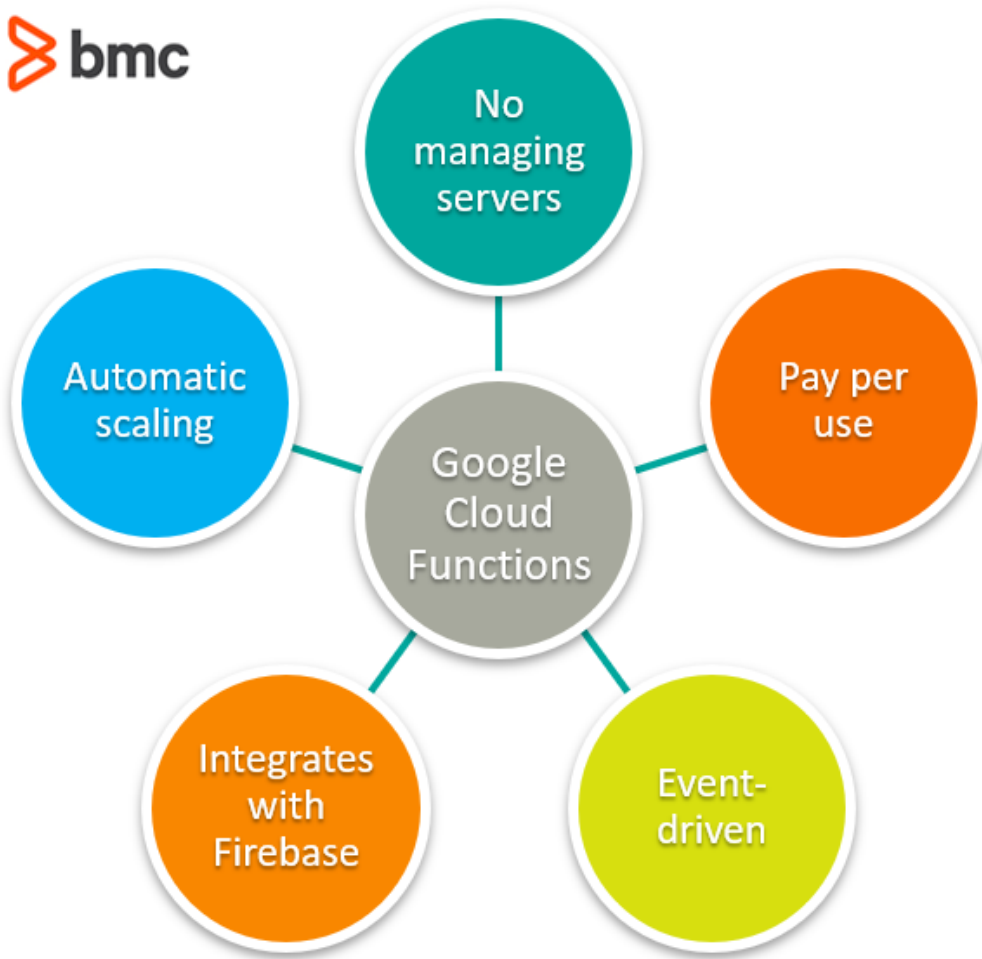 bmc
No
managing
servers
Automatic
scaling
Pay per
use
Google
Cloud
Functions
Integrates
with
Firebase
Event-
driven